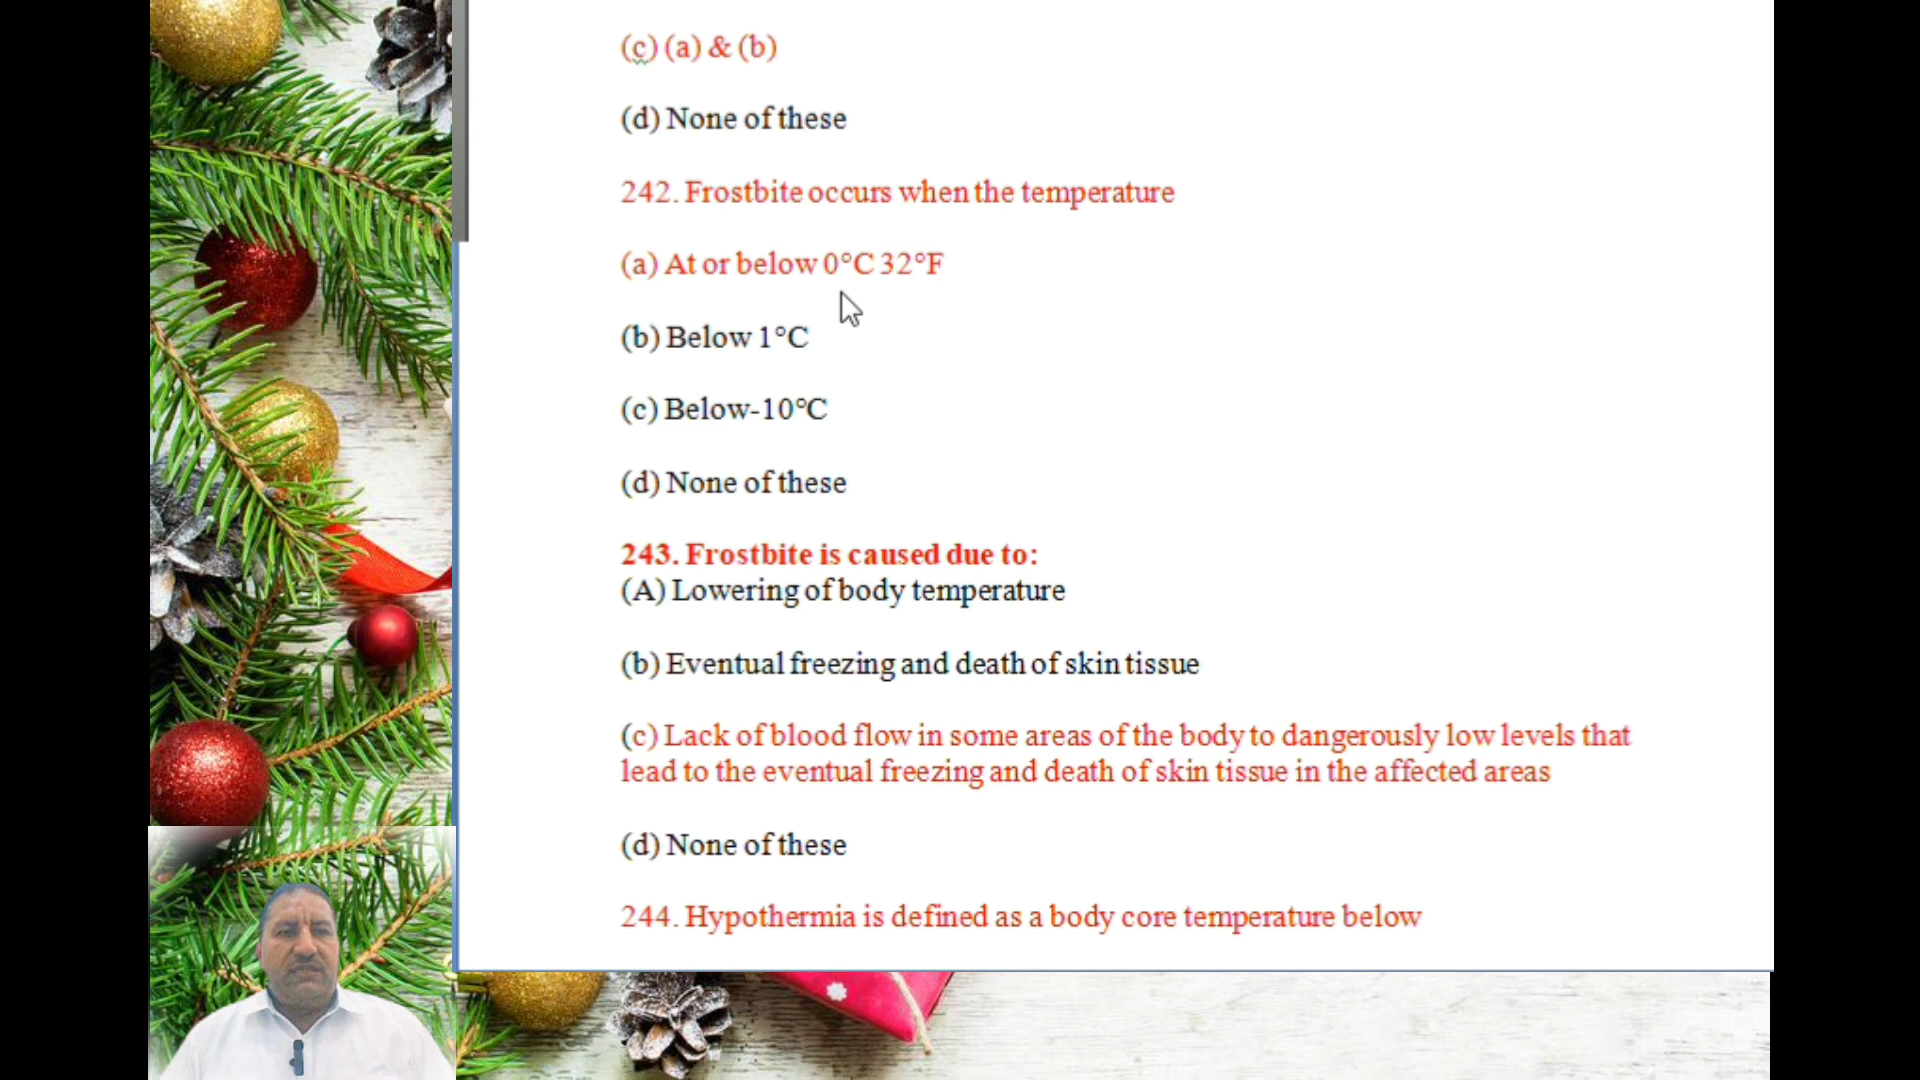 (c) (a) & (b)
(d) None of these
242. Frostbite occurs when the temperature
(a) At or below 0°C 32°F
(b) Below 1°C
(c) Below-10°C
(d) None of these
243. Frostbite is caused due to:
(A) Lowering of body temperature
(b) Eventual freezing and death of skin tissue
(c) Lack of blood flow in some areas of the body to dangerously low levels that
lead to the eventual freezing and death of skin tissue in the affected areas
(d) None of these
244. Hypothermia is defined as a body core temperature below